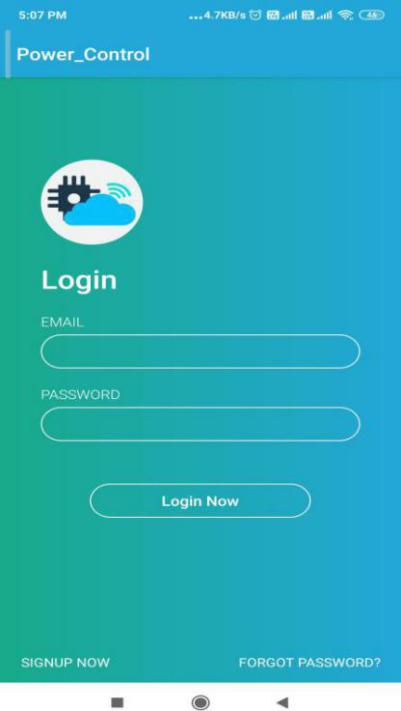 5:07 PM ...4.7KB/s 46
Power_Control
Login
EMAIL
PASSWORD
Login Now
SIGNUP NOW FORGOT PASSWORD?